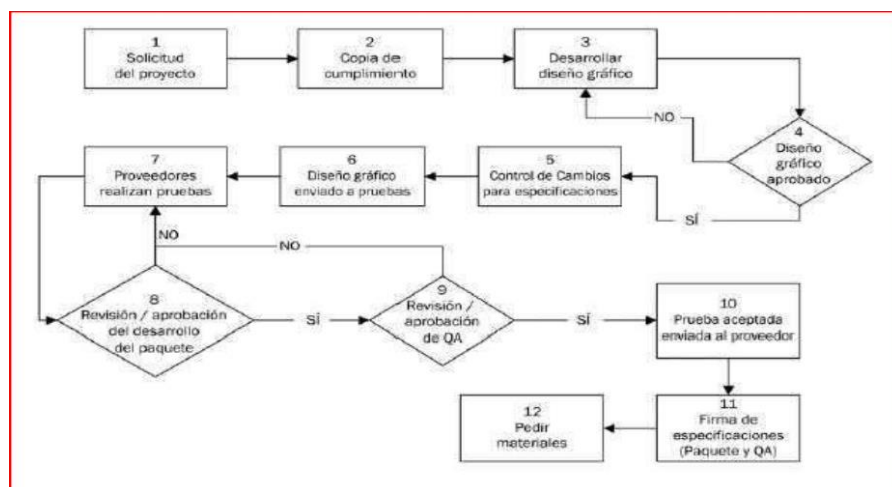 1
Solicitud
del proyecto
2
Copia de
cumplimiento
3
Desarrollar
diseño gráfico
NO
4
Diseño
gráfico
aprobado
7
Proveedores
realizan pruebas
6
Diseño gráfico
enviado a pruebas
5
Control de Cambios
para especificaciones
SÍ
NO
NO
8
Revisión / aprobación
del desarrollo
del paquete
SÍ
9
Revisión /
aprobación
de QA
SÍ
10
Prueba aceptada
enviada al proveedor
12
Pedir
materiales
11
Firma de
especificaciones
(Paquete y QA)